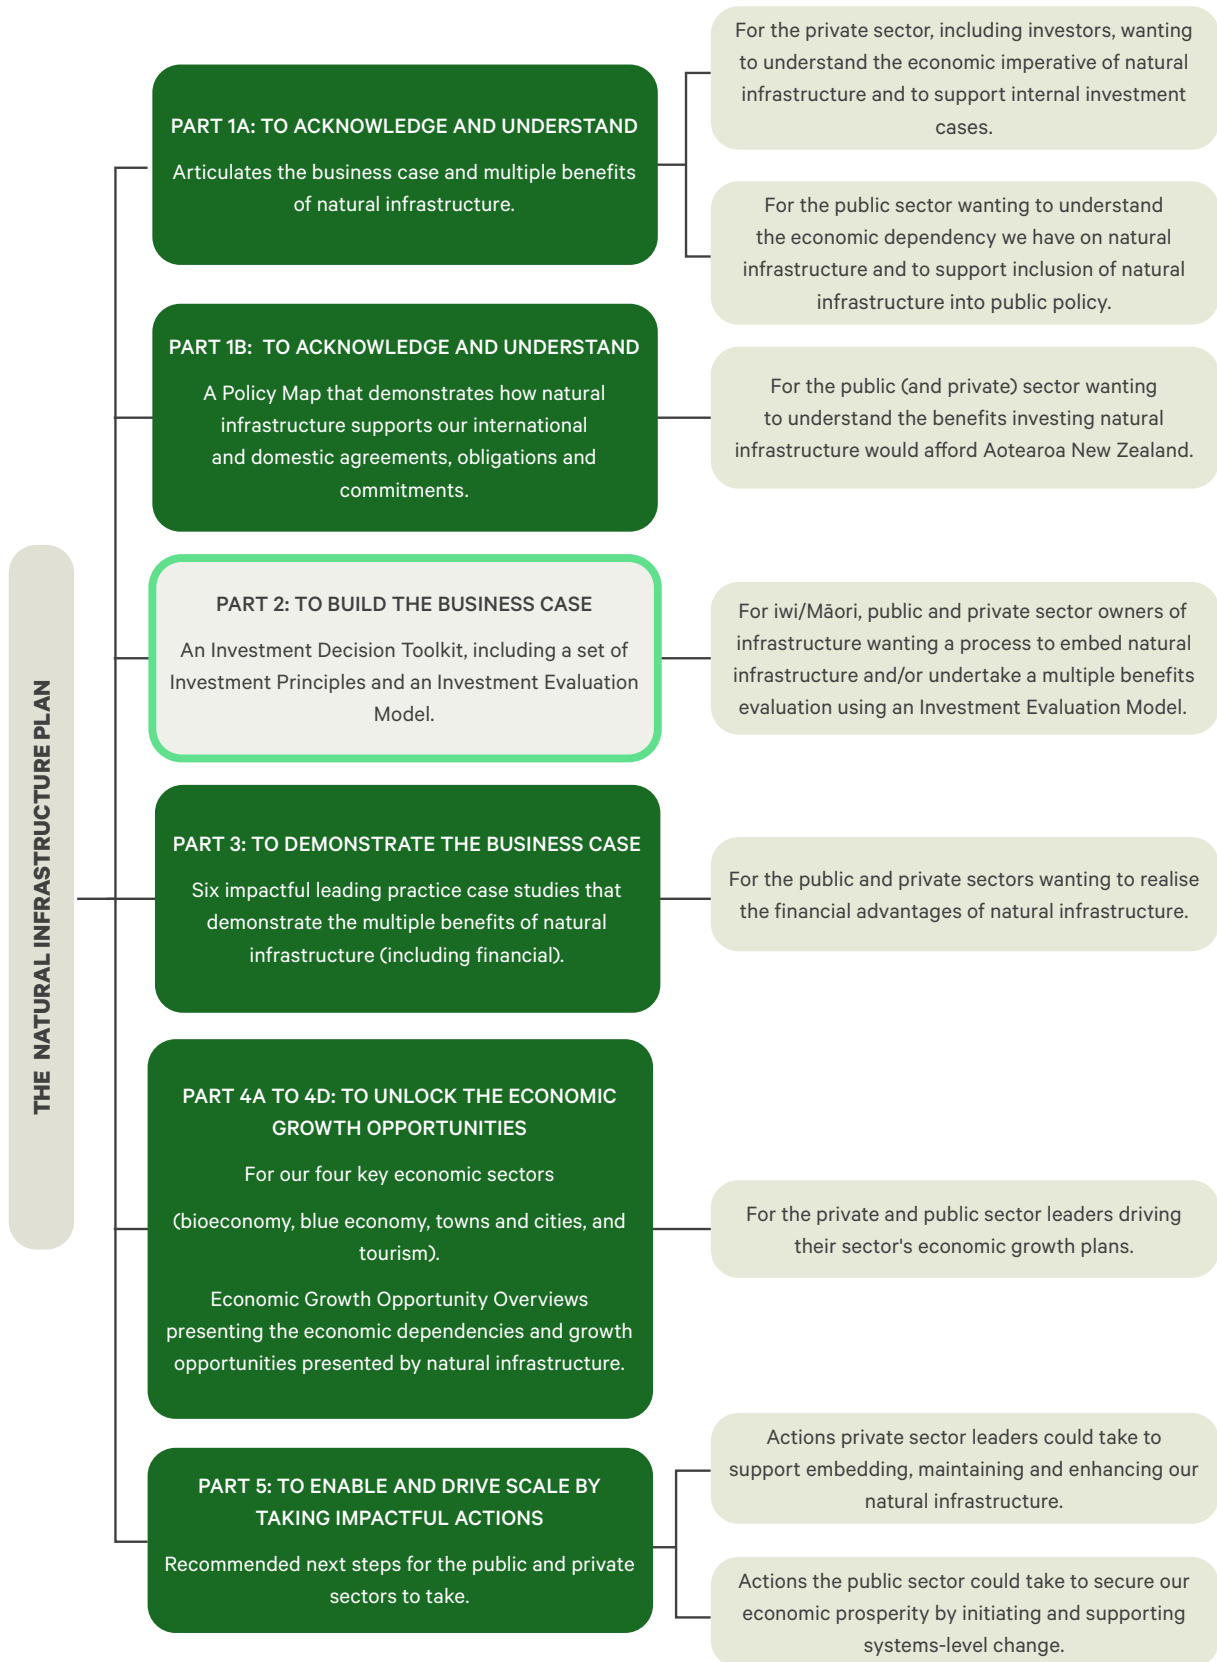 THE NATURAL INFRASTRUCTURE PLAN
PART 1A: TO ACKNOWLEDGE AND UNDERSTAND
Articulates the business case and multiple benefits
of natural infrastructure.
For the private sector, including investors, wanting
to understand the economic imperative of natural
infrastructure and to support internal investment
cases.
For the public sector wanting to understand
the economic dependency we have on natural
infrastructure and to support inclusion of natural
infrastructure into public policy.
PART 1B: TO ACKNOWLEDGE AND UNDERSTAND
A Policy Map that demonstrates how natural
infrastructure supports our international
and domestic agreements, obligations and
commitments.
For the public (and private) sector wanting
to understand the benefits investing natural
infrastructure would afford Aotearoa New Zealand.
PART 2: TO BUILD THE BUSINESS CASE
An Investment Decision Toolkit, including a set of
Investment Principles and an Investment Evaluation
Model.
For iwi/Māori, public and private sector owners of
infrastructure wanting a process to embed natural
infrastructure and/or undertake a multiple benefits
evaluation using an Investment Evaluation Model.
PART 3: TO DEMONSTRATE THE BUSINESS CASE
Six impactful leading practice case studies that
demonstrate the multiple benefits of natural
infrastructure (including financial).
For the public and private sectors wanting to realise
the financial advantages of natural infrastructure.
PART 4A TO 4D: TO UNLOCK THE ECONOMIC
GROWTH OPPORTUNITIES
For our four key economic sectors
(bioeconomy, blue economy, towns and cities, and
tourism).
Economic Growth Opportunity Overviews
presenting the economic dependencies and growth
opportunities presented by natural infrastructure.
For the private and public sector leaders driving
their sector's economic growth plans.
PART 5: TO ENABLE AND DRIVE SCALE BY
TAKING IMPACTFUL ACTIONS
Recommended next steps for the public and private
sectors to take.
Actions private sector leaders could take to
support embedding, maintaining and enhancing our
natural infrastructure.
Actions the public sector could take to secure our
economic prosperity by initiating and supporting
systems-level change.